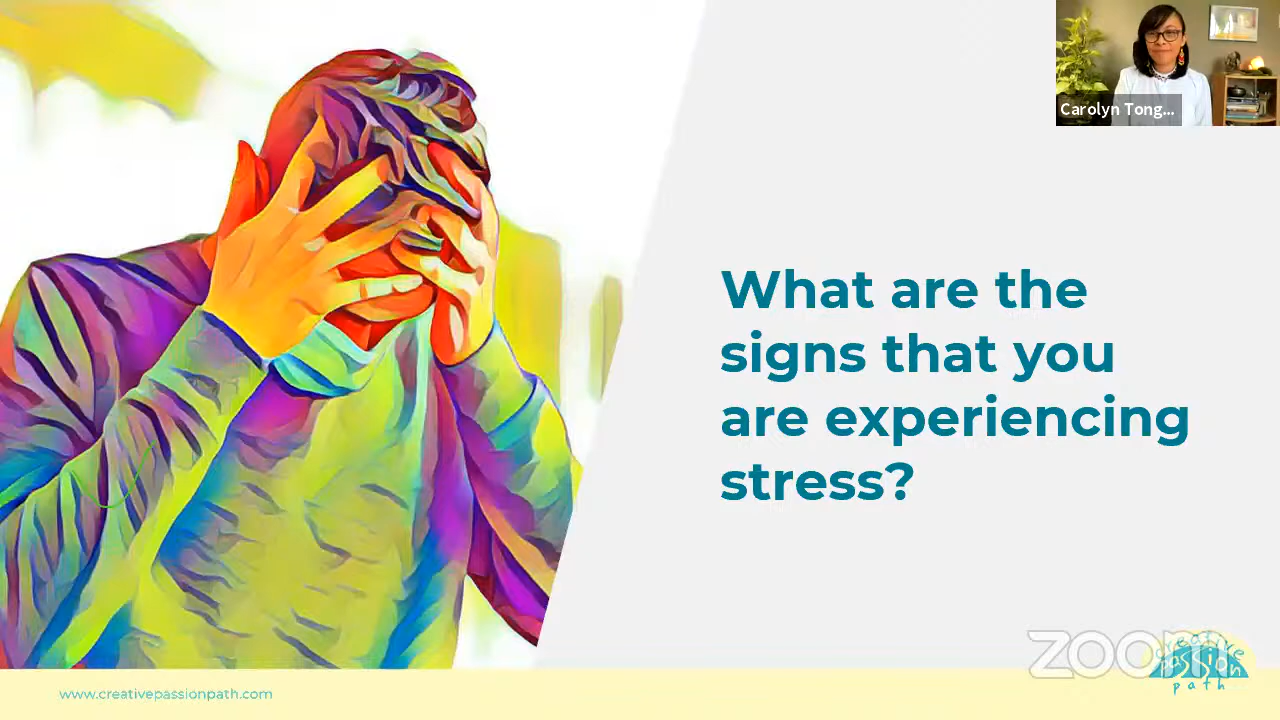 Carolyn Tong...
What are the
signs that you
are experiencing
stress?
zoom
creative
passion
path
www.creativepassionpath.com